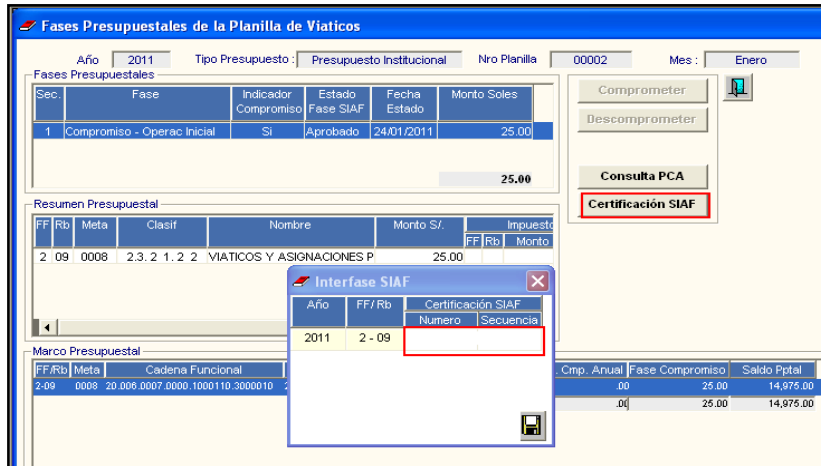 Fases Presupuestales de la Planilla de Viaticos
Año 2011 Tipo Presupuesto : Presupuesto Institucional Nro Planilla 00002 Mes : Enero
Fases Presupuestales
Sec. Fase Indicador Compromiso Estado Fase SIAF Fecha Estado Monto Soles
1 Compromiso - Operac Inicial Si Aprobado 24/01/2011 25.00
25.00
Comprometer
Descomprometer
Consulta PCA
Certificación SIAF
Resumen Presupuestal
FF Rb Meta Clasif Nombre Monto S/. Impuesto
FF Rb Monto
2 09 0008 2.3. 2 1. 2 2 VIATICOS Y ASIGNACIONES P 25.00
Interfase SIAF
Año FF/ Rb Certificación SIAF
Numero Secuencia
2011 2 - 09
Marco Presupuestal
FF/Rb Meta Cadena Funcional Cmp. Anual Fase Compromiso Saldo Pptal
2-09 0008 20.006.0007.0000.1000110.3000010 .00 25.00 14,975.00
.00 25.00 14,975.00